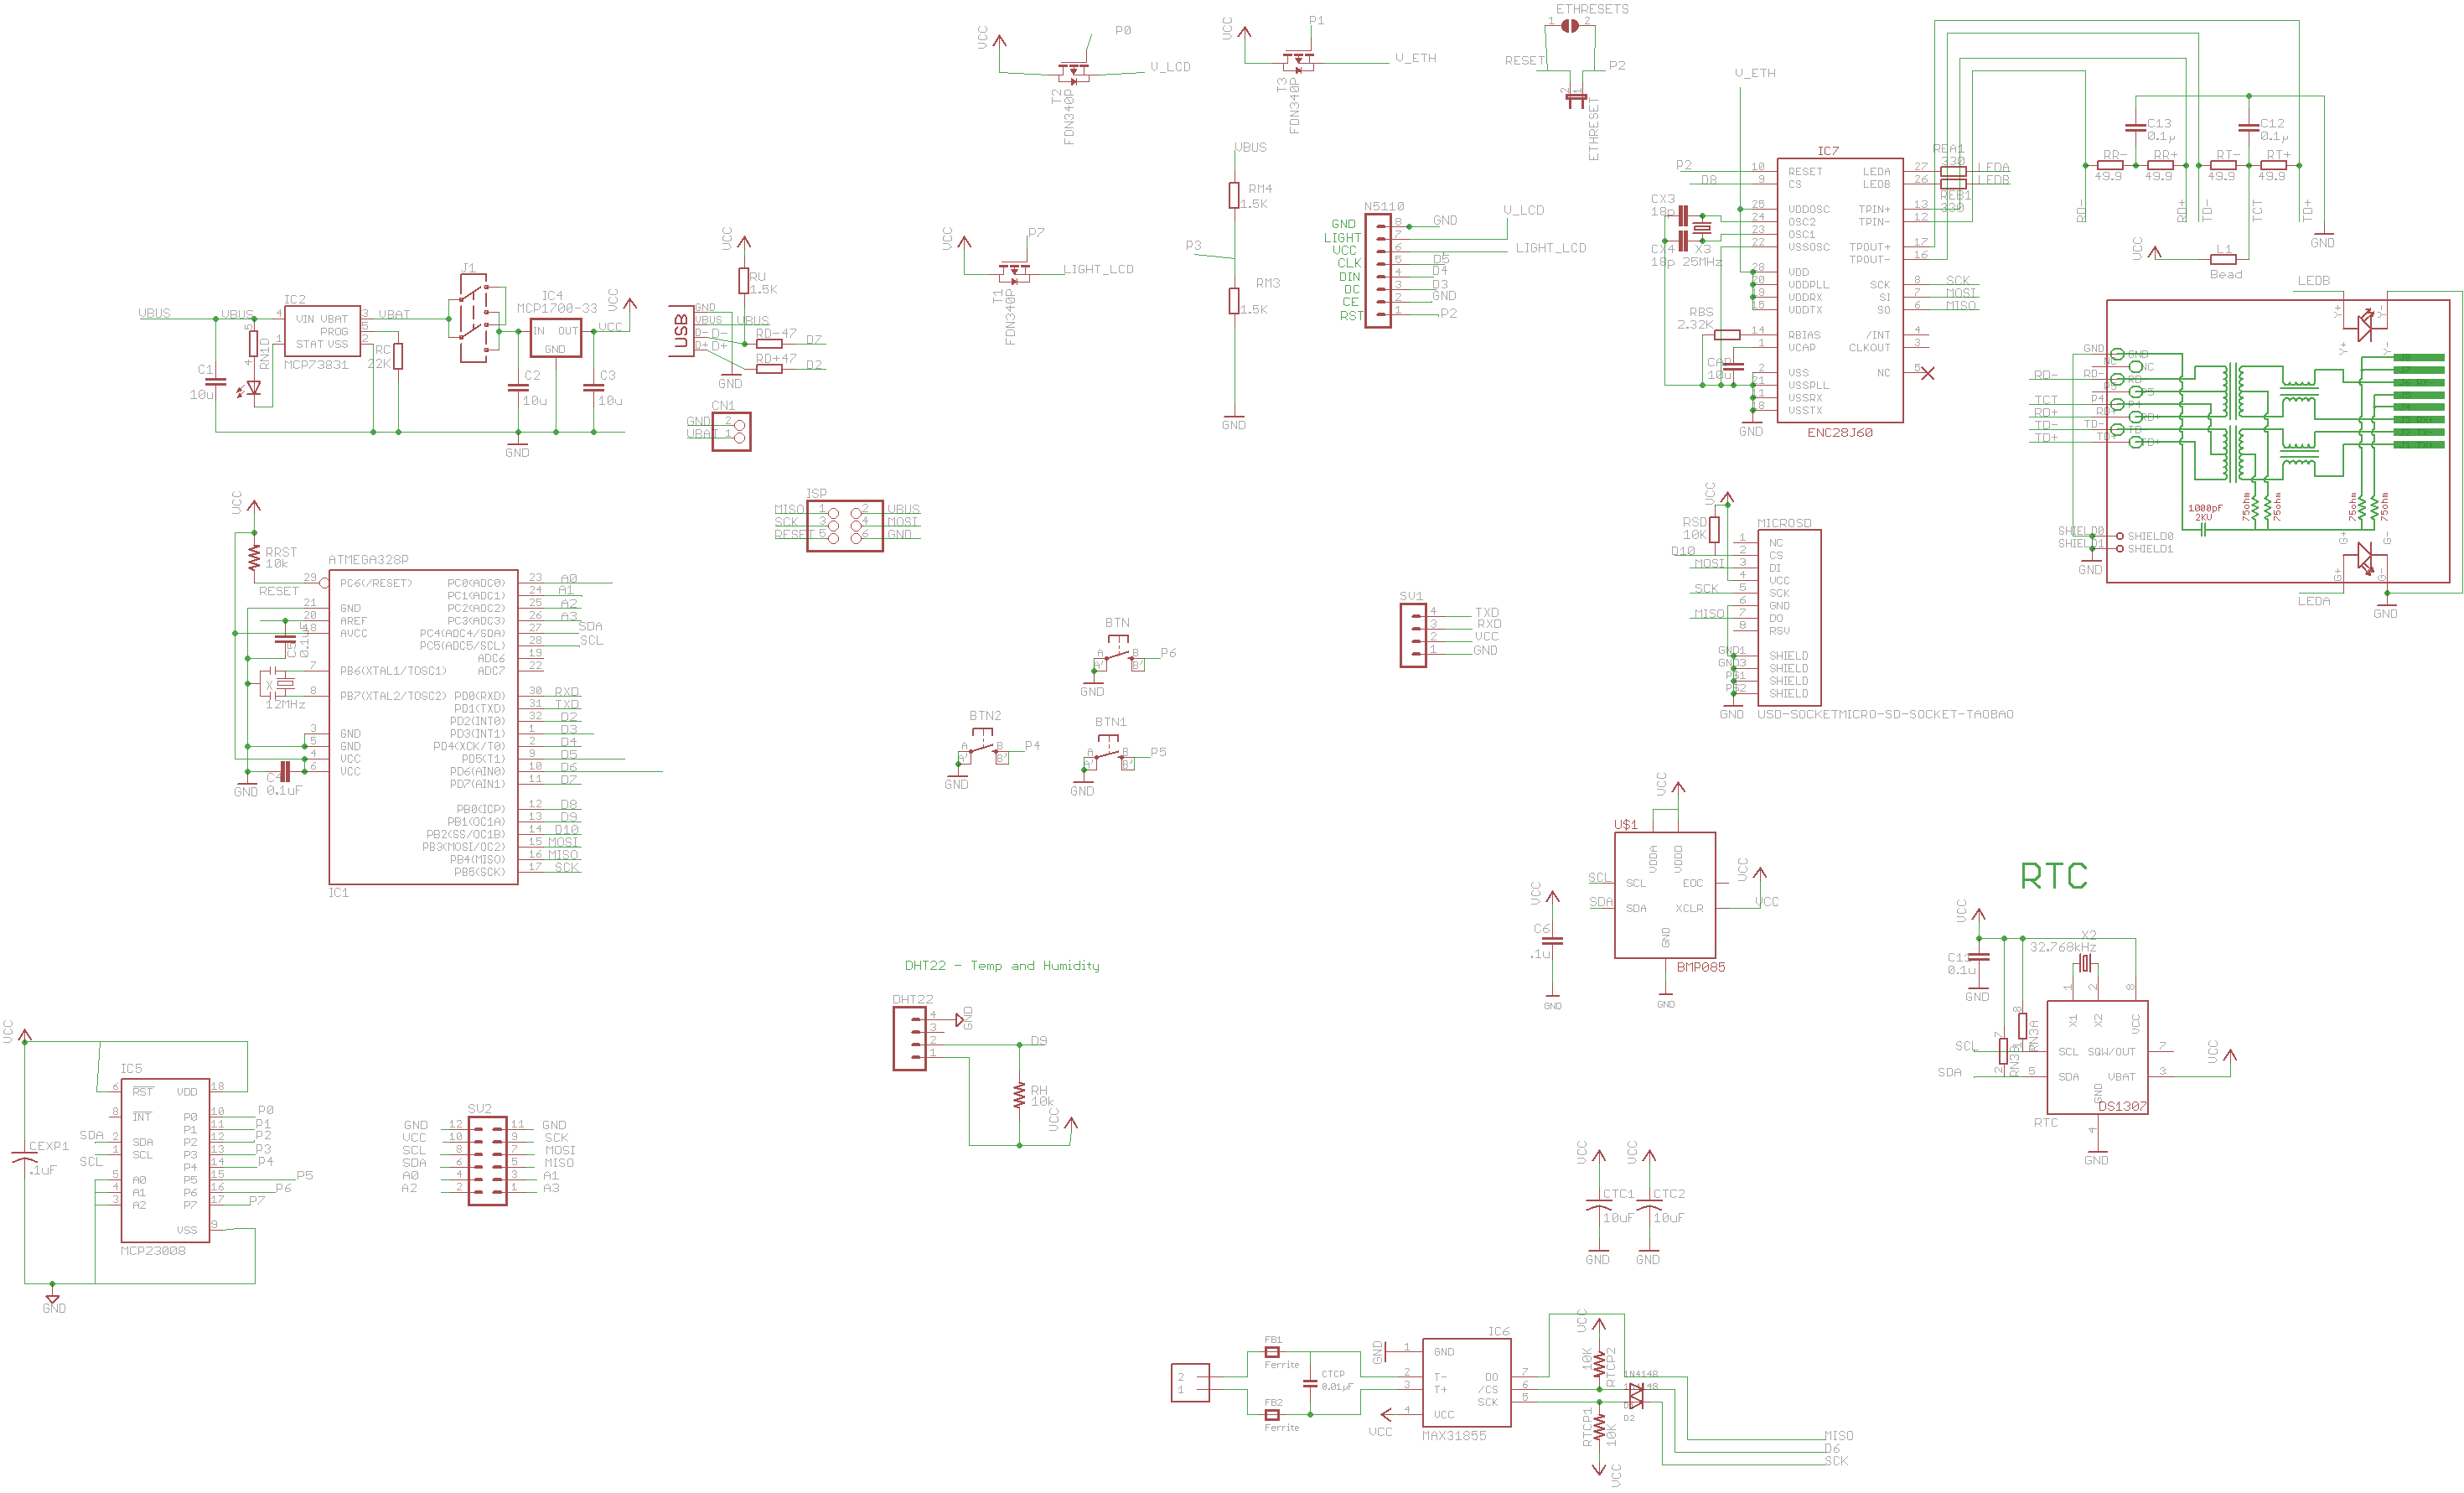 ETHRESETS
1 2
RESET
P2
2 1
ETHRESET
VCC
P0
V_LCD
T2
FDN340P
VCC
P1
V_ETH
T3
FDN340P
VCC
P7
LIGHT_LCD
T1
FDN340P
VBUS
RM4
1.5K
P3
RM3
1.5K
GND
N5110
GND 8 GND
LIGHT 7 V_LCD
VCC 6 LIGHT_LCD
CLK 5 D5
DIN 4 D4
DC 3 D3
CE 2 GND
RST 1 P2
V_ETH
IC7
P2 10 RESET
D8 9 CS
25 VDDOSC
24 OSC2
23 OSC1
22 VSSOSC
28 VDD
20 VDDPLL
19 VDDRX
15 VDDTX
14 RBIAS
1 VCAP
2 VSS
21 VSSPLL
11 VSSRX
18 VSSTX
LEDA 27
LEDB 26
TPIN+ 13
TPIN- 12
TPOUT+ 17
TPOUT- 16
SCK 8 SCK
SI 7 MOSI
SO 6 MISO
/INT 4
CLKOUT 3
NC 5
ENC28J60
GND
CX3
18p
CX4
18p
X3
25MHz
RBS
2.32K
CAP
10u
REA1
330
LEDA
LEDB
REB1
330
C13
0.1µ
C12
0.1µ
RR- RR+ RT- RT+
49.9 49.9 49.9 49.9
RD- RD+ TD- TCT TD+
GND
VCC
L1
Bead
LEDB
Y+ Y-
Y+ Y-
GND GND
NC NC
RD- RD- RD-
P5 P5
TCT P4 P4
RD+ RD+ RD+
TD- TD- TD-
TD+ TD+ TD+
J8
J7
J6 RX-
J5
J4
J3 RX+
J2 TX-
J1 TX+
1000pF
2KV
75ohm
75ohm
75ohm
75ohm
SHIELD0 SHIELD0
SHIELD1 SHIELD1
GND
G+ G-
G+ G-
LEDA
GND
VBUS
VBUS
C1
10u
5
RN1D
4
IC2
4 VIN VBAT 3
PROG 5
1 STAT VSS 2
MCP73831
VBAT
RC
22K
J1
IC4
MCP1700-33
IN OUT
GND
VCC
VCC
C2
10u
C3
10u
GND
VCC
RU
1.5K
USB
GND
VBUS VBUS
D- D-
D+ D+
RD-47 D7
RD+47 D2
GND
CN1
GND 2
VBAT 1
ISP
MISO 1 2 VBUS
SCK 3 4 MOSI
RESET 5 6 GND
VCC
RRST
10k
RESET
ATMEGA328P
29 PC6(/RESET)
21 GND
20 AREF
18 AVCC
7 PB6(XTAL1/TOSC1)
8 PB7(XTAL2/TOSC2)
3 GND
5 GND
4 VCC
6 VCC
PC0(ADC0) 23 A0
PC1(ADC1) 24 A1
PC2(ADC2) 25 A2
PC3(ADC3) 26 A3
PC4(ADC4/SDA) 27 SDA
PC5(ADC5/SCL) 28 SCL
ADC6 19
ADC7 22
PD0(RXD) 30 RXD
PD1(TXD) 31 TXD
PD2(INT0) 32 D2
PD3(INT1) 1 D3
PD4(XCK/T0) 2 D4
PD5(T1) 9 D5
PD6(AIN0) 10 D6
PD7(AIN1) 11 D7
PB0(ICP) 12 D8
PB1(OC1A) 13 D9
PB2(SS/OC1B) 14 D10
PB3(MOSI/OC2) 15 MOSI
PB4(MISO) 16 MISO
PB5(SCK) 17 SCK
IC1
C5
X
12MHz
C4
0.1uF
GND
BTN
A B P6
A' B'
GND
BTN2
A B P4
A' B'
GND
BTN1
A B P5
A' B'
GND
SV1
4 TXD
3 RXD
2 VCC
1 GND
VCC
RSD
10K
MICROSD
1 NC
D10 2 CS
MOSI 3 DI
4 VCC
SCK 5 SCK
6 GND
MISO 7 DO
8 RSV
GND1 SHIELD
GND3 SHIELD
P$1 SHIELD
P$2 SHIELD
GND
USD-SOCKETMICRO-SD-SOCKET-TAOBAO
VCC
U$1
VDDA VDDD
SCL SCL EOC
SDA SDA XCLR
GND
BMP085
VCC
VCC
GND
VCC
C6
.1u
GND
RTC
VCC
X2
32.768kHz
C11
0.1u
GND
1 2 8
X1 X2 VCC
SCL SCL SQW/OUT 7
SDA 5 SDA VBAT 3
GND
DS1307
RTC
4
GND
VCC
8
RN3A
7
2
DHT22 - Temp and Humidity
DHT22
4 GND
3
2 D9
1
RH
10k
VCC
VCC
IC5
6 RST VDD 18
8 INT P0 10 P0
P1 11 P1
SDA 2 SDA P2 12 P2
SCL 1 SCL P3 13 P3
P4 14 P4
5 A0 P5 15 P5
4 A1 P6 16 P6
3 A2 P7 17 P7
VSS 9
MCP23008
CEXP1
.1uF
GND
SV2
GND 12 11 GND
VCC 10 9 SCK
SCL 8 7 MOSI
SDA 6 5 MISO
A0 4 3 A1
A2 2 1 A3
VCC VCC
CTC1 CTC2
10uF 10uF
GND GND
2
1
FB1
Ferrite
FB2
Ferrite
CTCP
0.01µF
GND
VCC
IC6
1 GND
2 T- DO 7
3 T+ /CS 6
SCK 5
4 VCC
MAX31855
VCC
10K
RTCP2
RTCP1
10K
VCC
1N4148
D2
MISO
D6
SCK